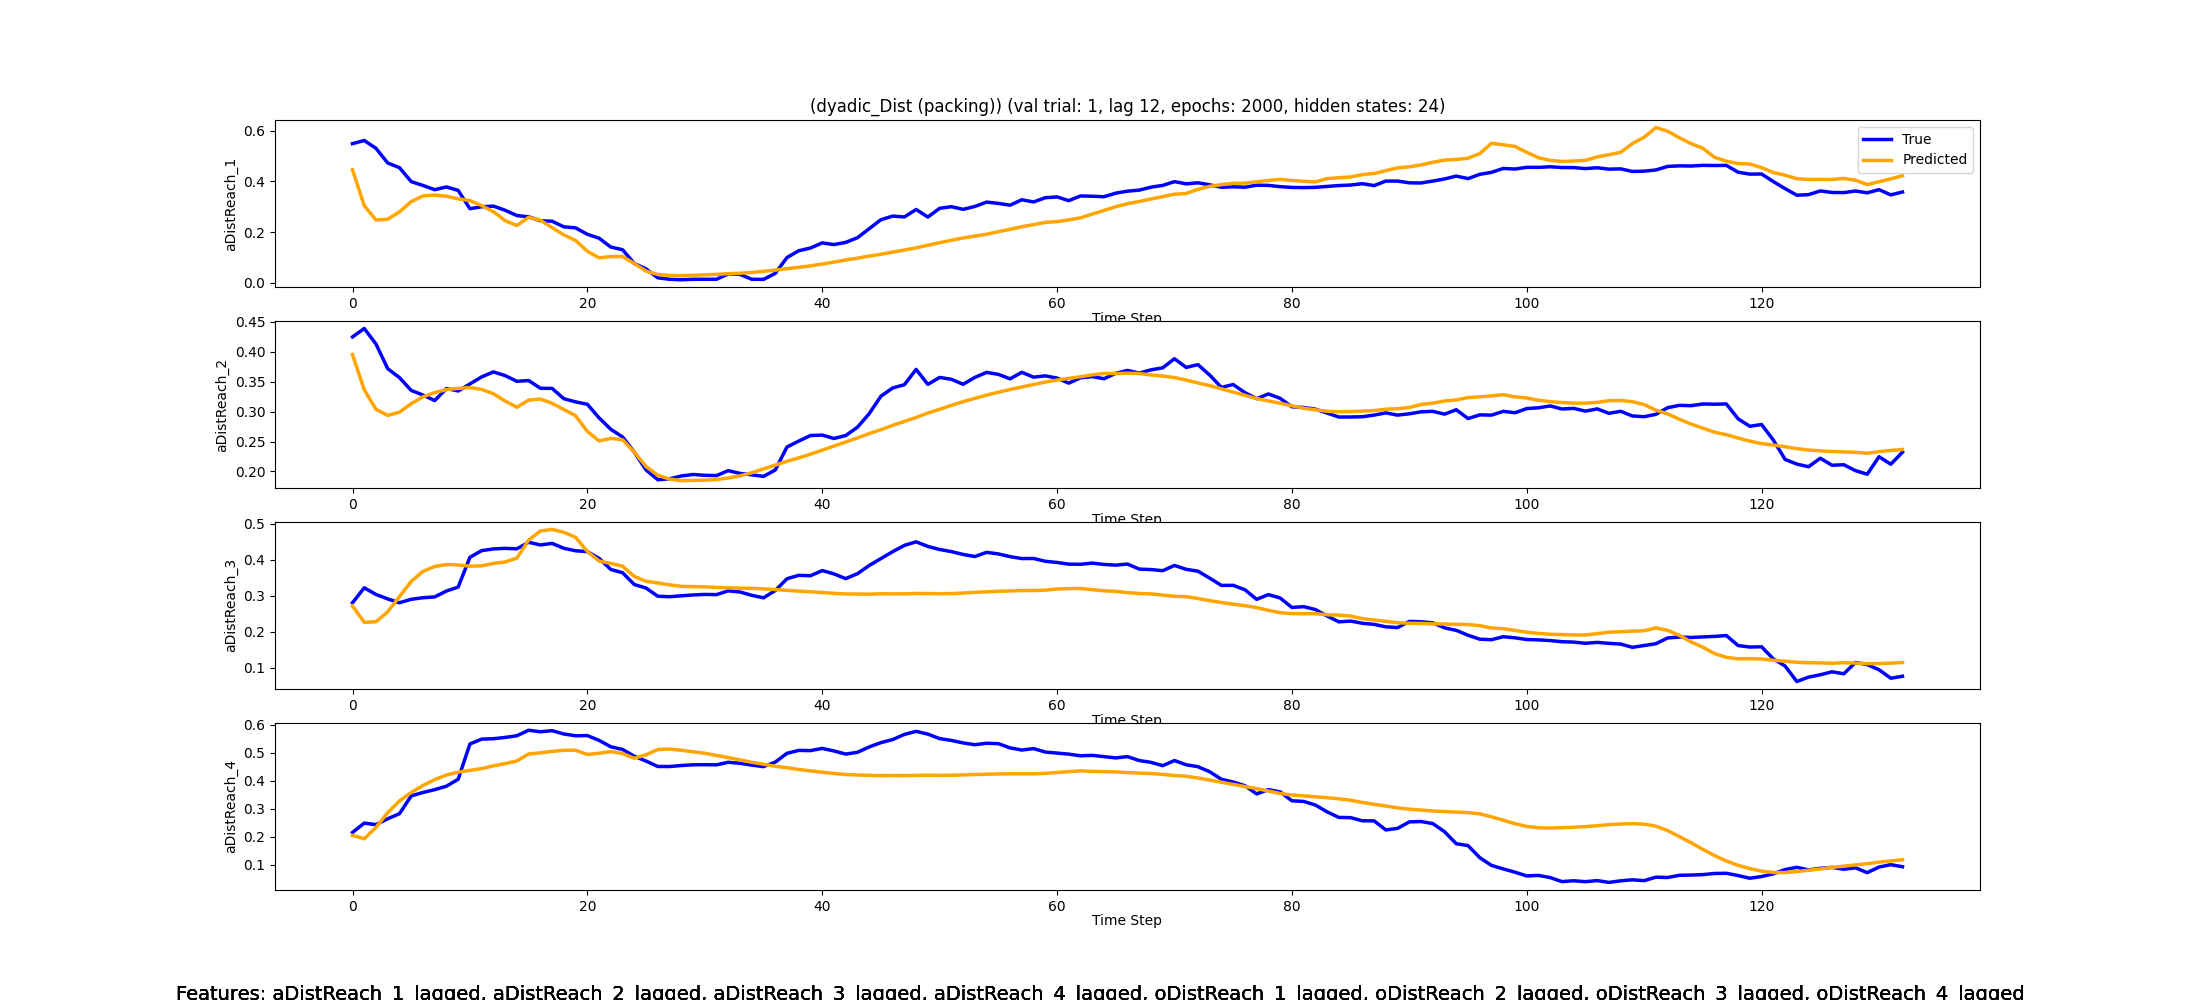 (dyadic_Dist (packing)) (val trial: 1, lag 12, epochs: 2000, hidden states: 24)
True
Predicted
aDistReach_1
0.6
0.4
0.2
0.0
0 20 40 60 80 100 120
Time Step
aDistReach_2
0.45
0.40
0.35
0.30
0.25
0.20
0 20 40 60 80 100 120
Time Step
aDistReach_3
0.5
0.4
0.3
0.2
0.1
0 20 40 60 80 100 120
Time Step
aDistReach_4
0.6
0.5
0.4
0.3
0.2
0.1
0 20 40 60 80 100 120
Time Step
Features: aDistReach_1_lagged, aDistReach_2_lagged, aDistReach_3_lagged, aDistReach_4_lagged, oDistReach_1_lagged, oDistReach_2_lagged, oDistReach_3_lagged, oDistReach_4_lagged